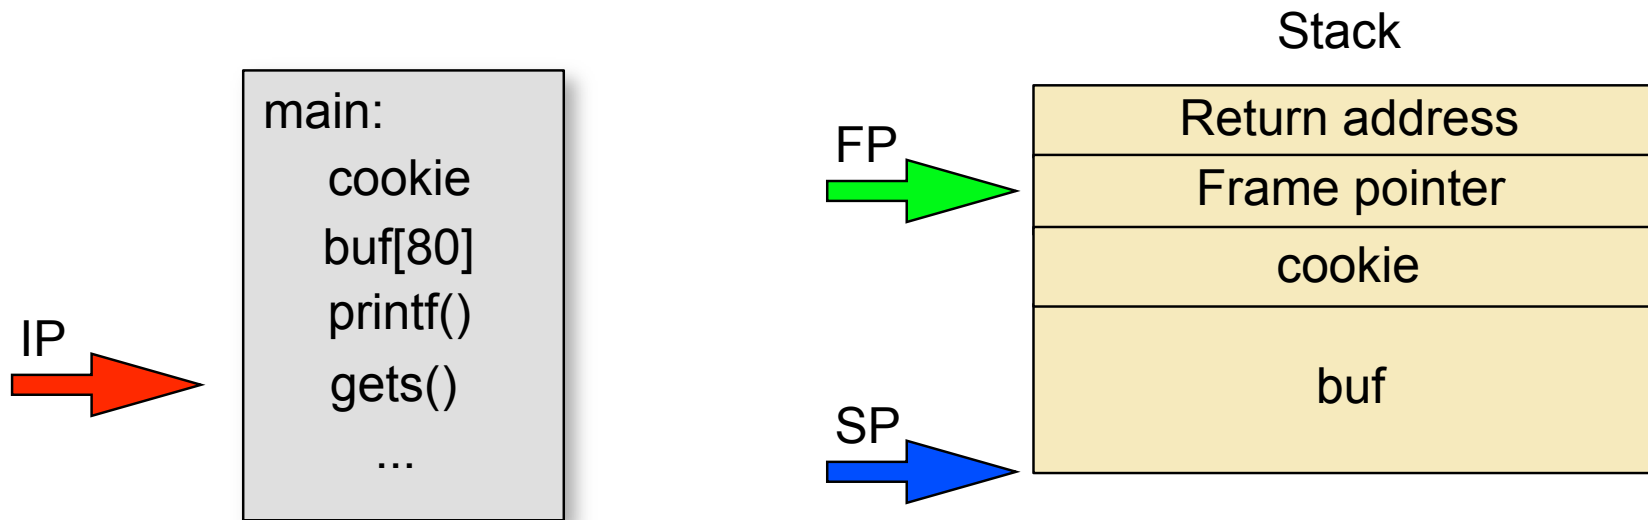 main:
cookie
buf[80]
printf()
gets()
...
IP
Stack
FP
SP
Return address
Frame pointer
cookie
buf